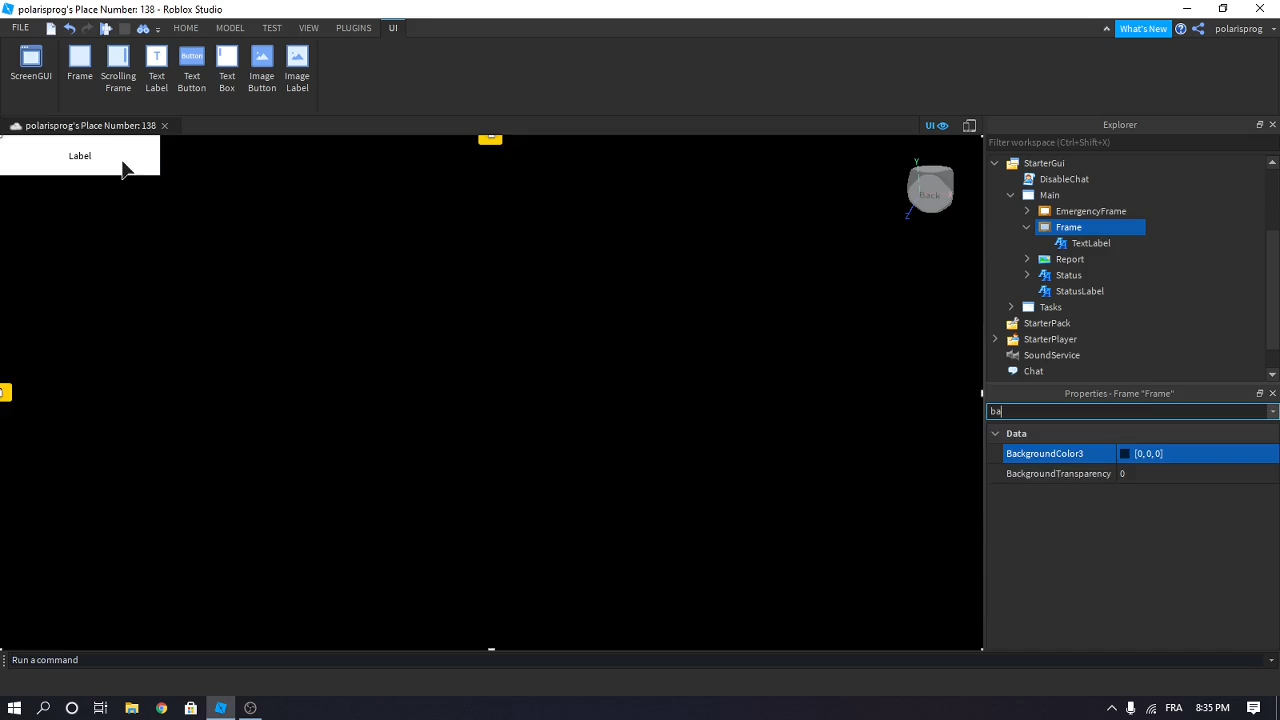 polarisprog's Place Number: 138 - Roblox Studio
FILE
HOME
MODEL
TEST
VIEW
PLUGINS
UI
What's New
polarisprog
ScreenGUI
Frame
Scrolling Frame
Text Label
Text Button
Button
Text Box
Image Button
Image Label
polarisprog's Place Number: 138
UI
Label
Back
Y
Z
Explorer
Filter workspace (Ctrl+Shift+X)
StarterGui
DisableChat
Main
EmergencyFrame
Frame
TextLabel
Report
Status
StatusLabel
Tasks
StarterPack
StarterPlayer
SoundService
Chat
Properties - Frame "Frame"
ba
Data
BackgroundColor3 [0, 0, 0]
BackgroundTransparency 0
Run a command
FRA
8:35 PM